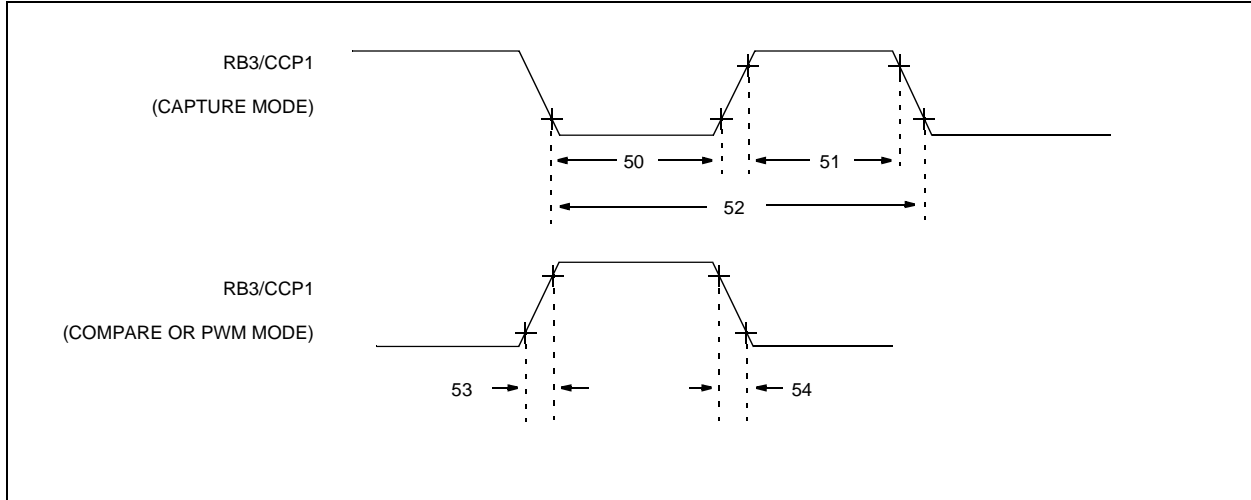 RB3/CCP1
(CAPTURE MODE)
50
51
52
RB3/CCP1
(COMPARE OR PWM MODE)
53
54